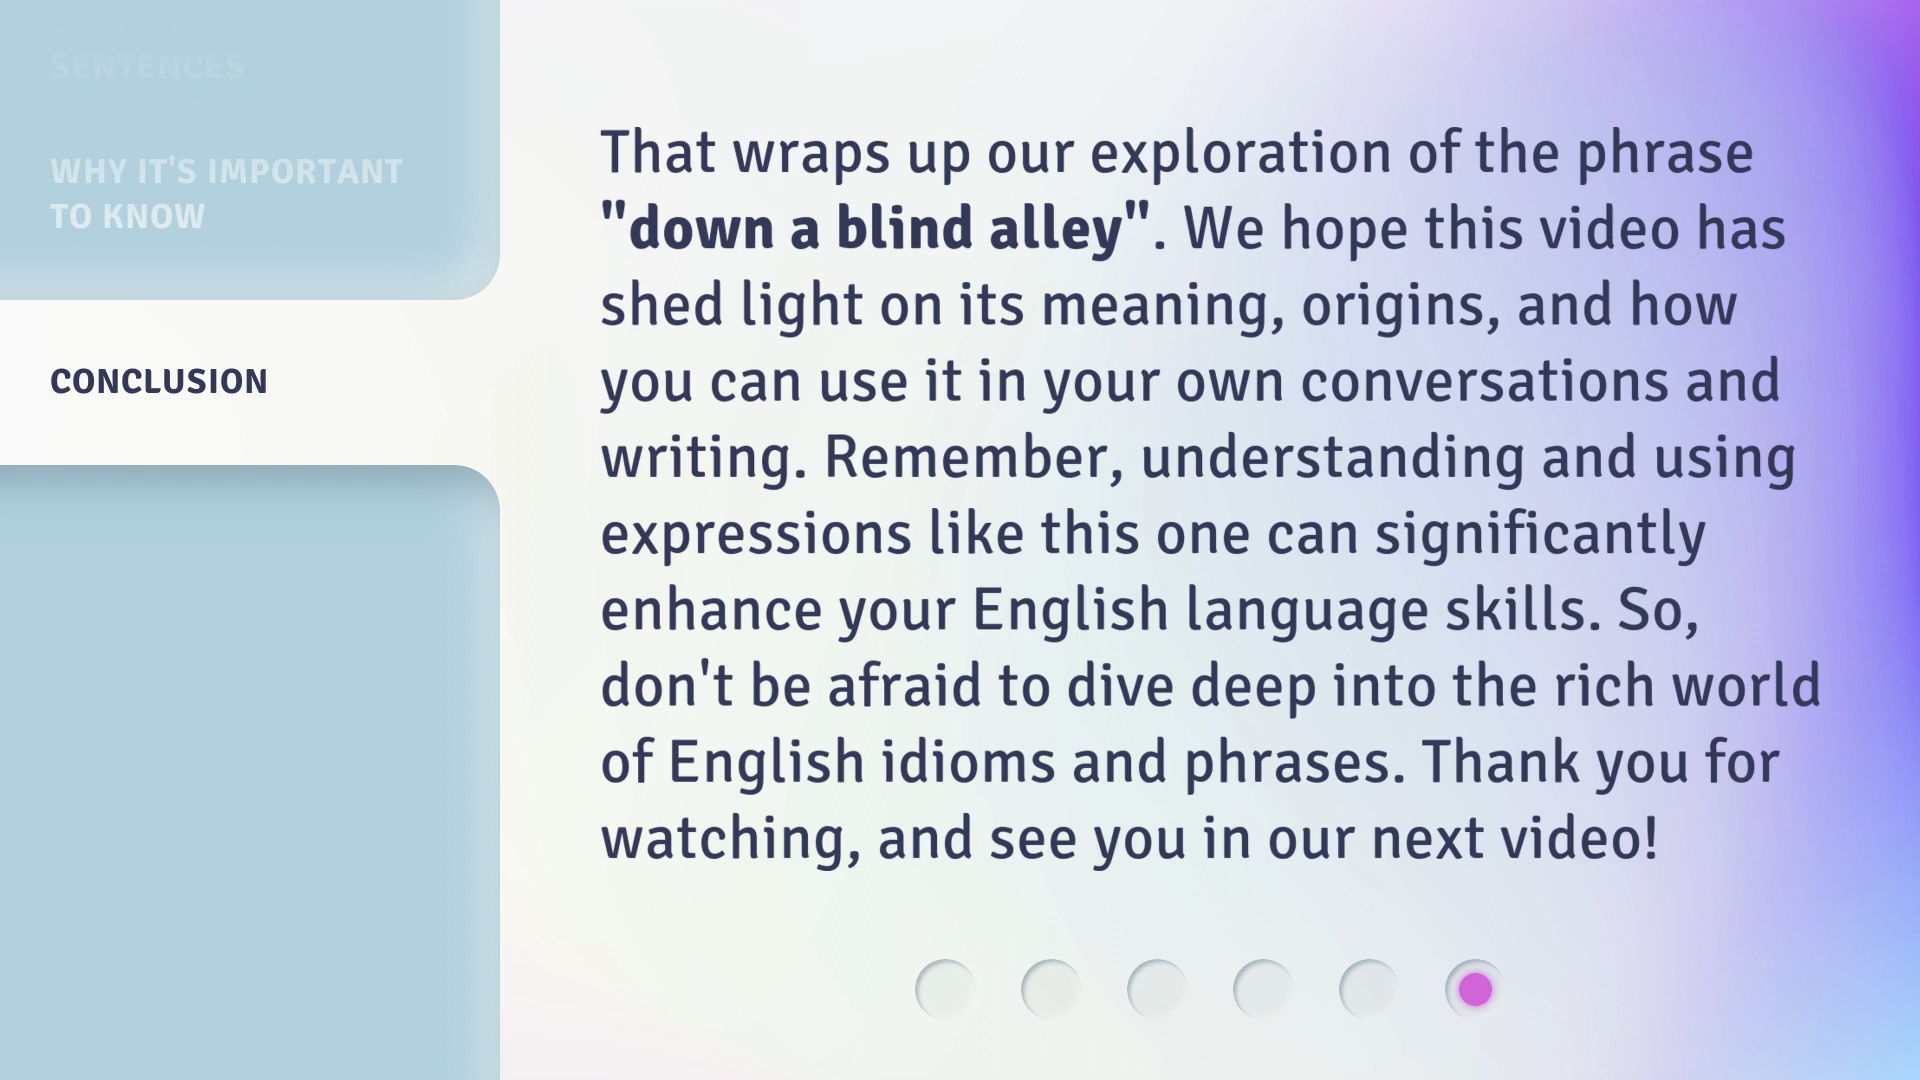 SENTENCES
WHY IT'S IMPORTANT
TO KNOW
CONCLUSION
That wraps up our exploration of the phrase
"down a blind alley". We hope this video has
shed light on its meaning, origins, and how
you can use it in your own conversations and
writing. Remember, understanding and using
expressions like this one can significantly
enhance your English language skills. So,
don't be afraid to dive deep into the rich world
of English idioms and phrases. Thank you for
watching, and see you in our next video!